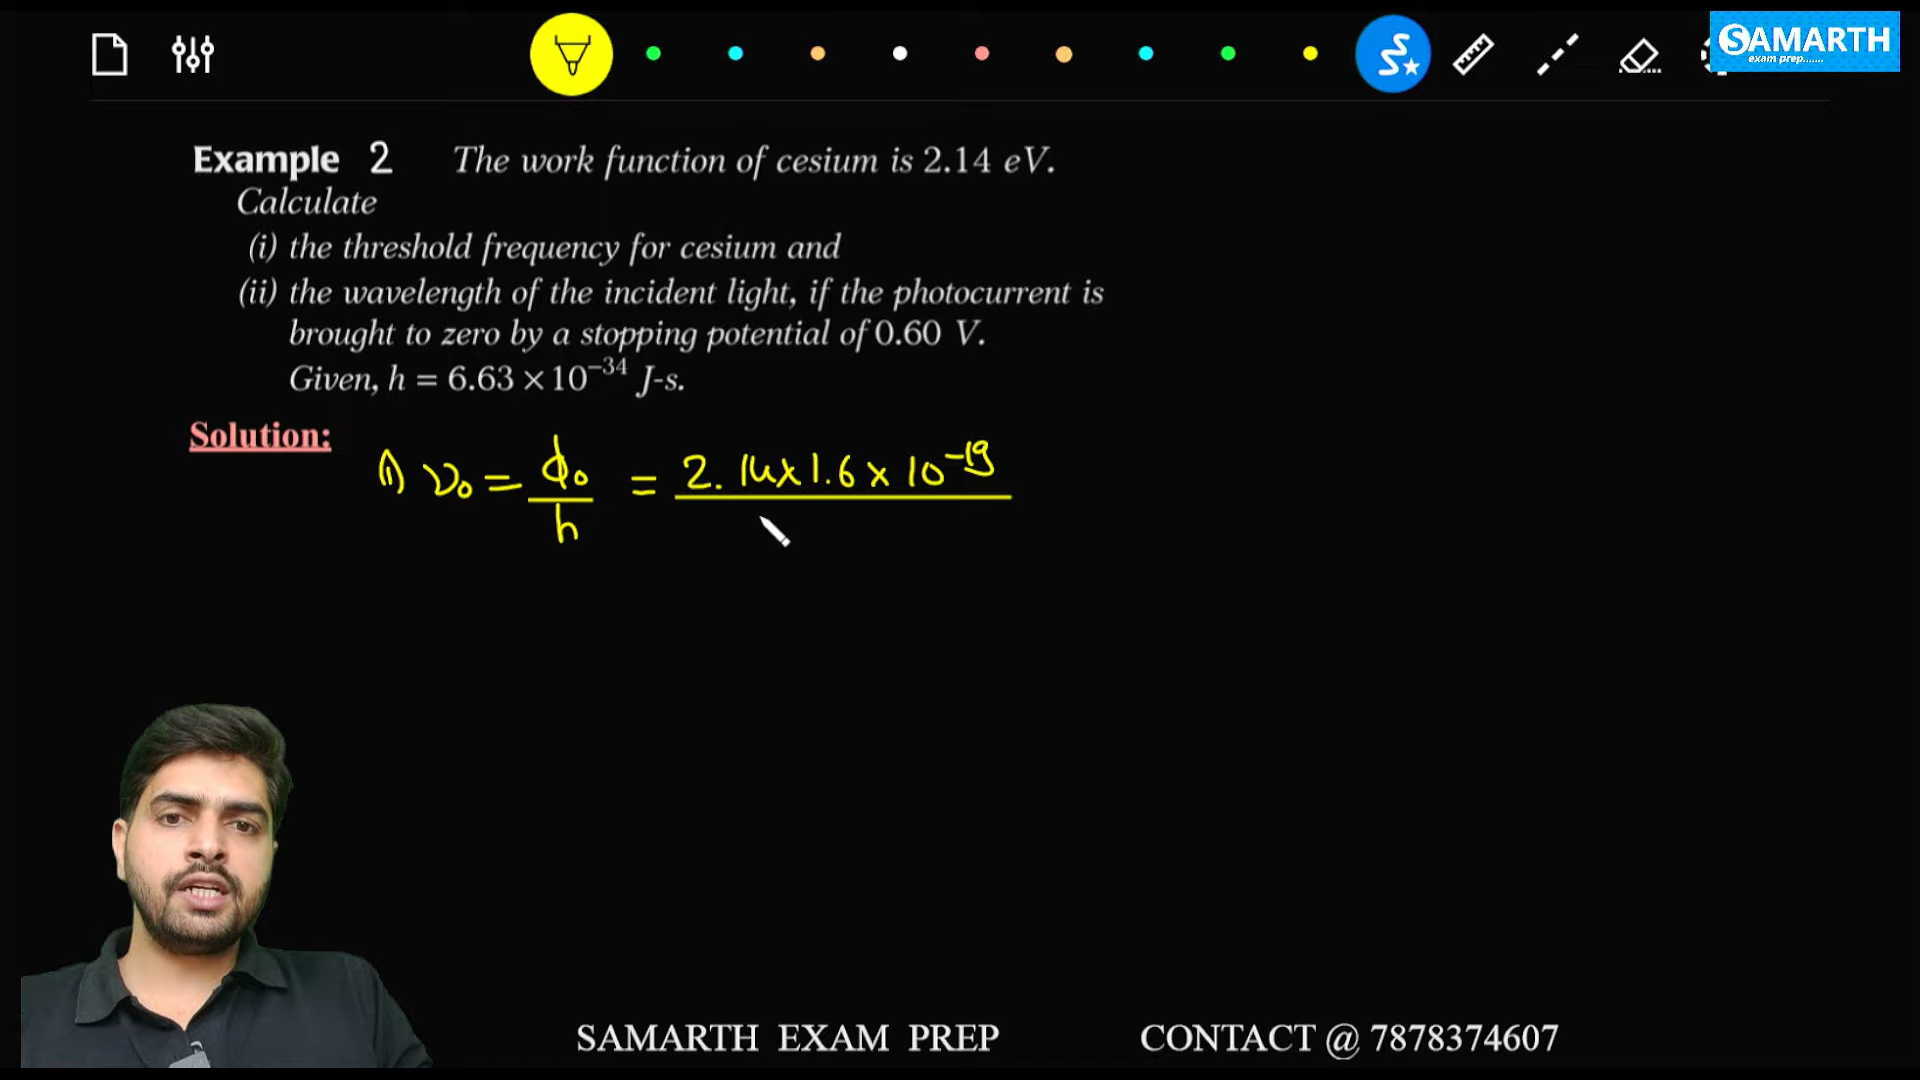 SAMARTH
exam prep.......
Example 2 The work function of cesium is 2.14 eV.
Calculate
(i) the threshold frequency for cesium and
(ii) the wavelength of the incident light, if the photocurrent is
brought to zero by a stopping potential of 0.60 V.
Given, h = 6.63 × 10⁻³⁴ J-s.
Solution:
(i) ν₀ = ϕ₀ / h = 2.14 × 1.6 × 10⁻¹⁹
SAMARTH EXAM PREP CONTACT @ 7878374607